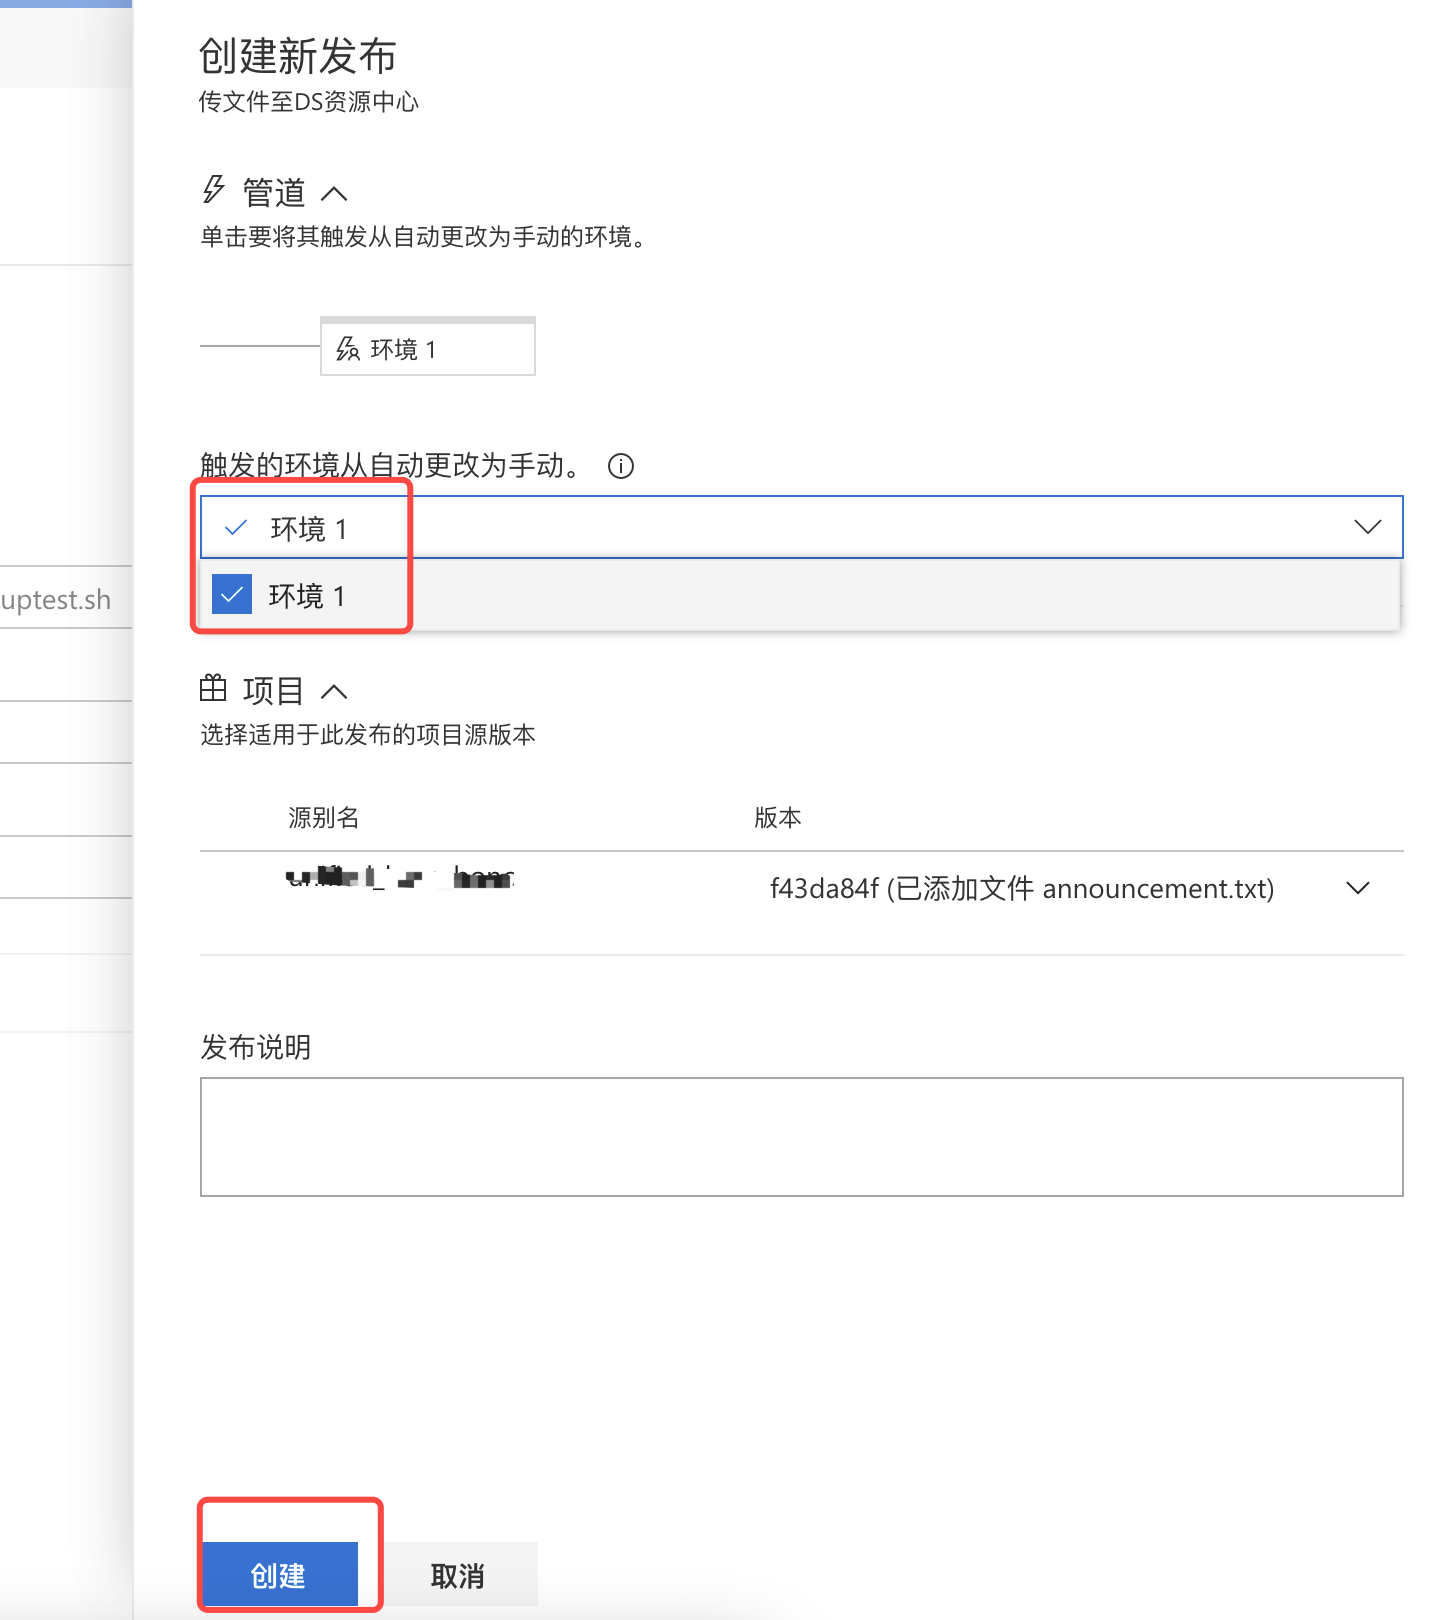 创建新发布
传文件至DS资源中心
管道
单击要将其触发从自动更改为手动的环境。
环境 1
触发的环境从自动更改为手动。
环境 1
环境 1
uptest.sh
项目
选择适用于此发布的项目源版本
源别名 版本
f43da84f (已添加文件 announcement.txt)
发布说明
创建 取消